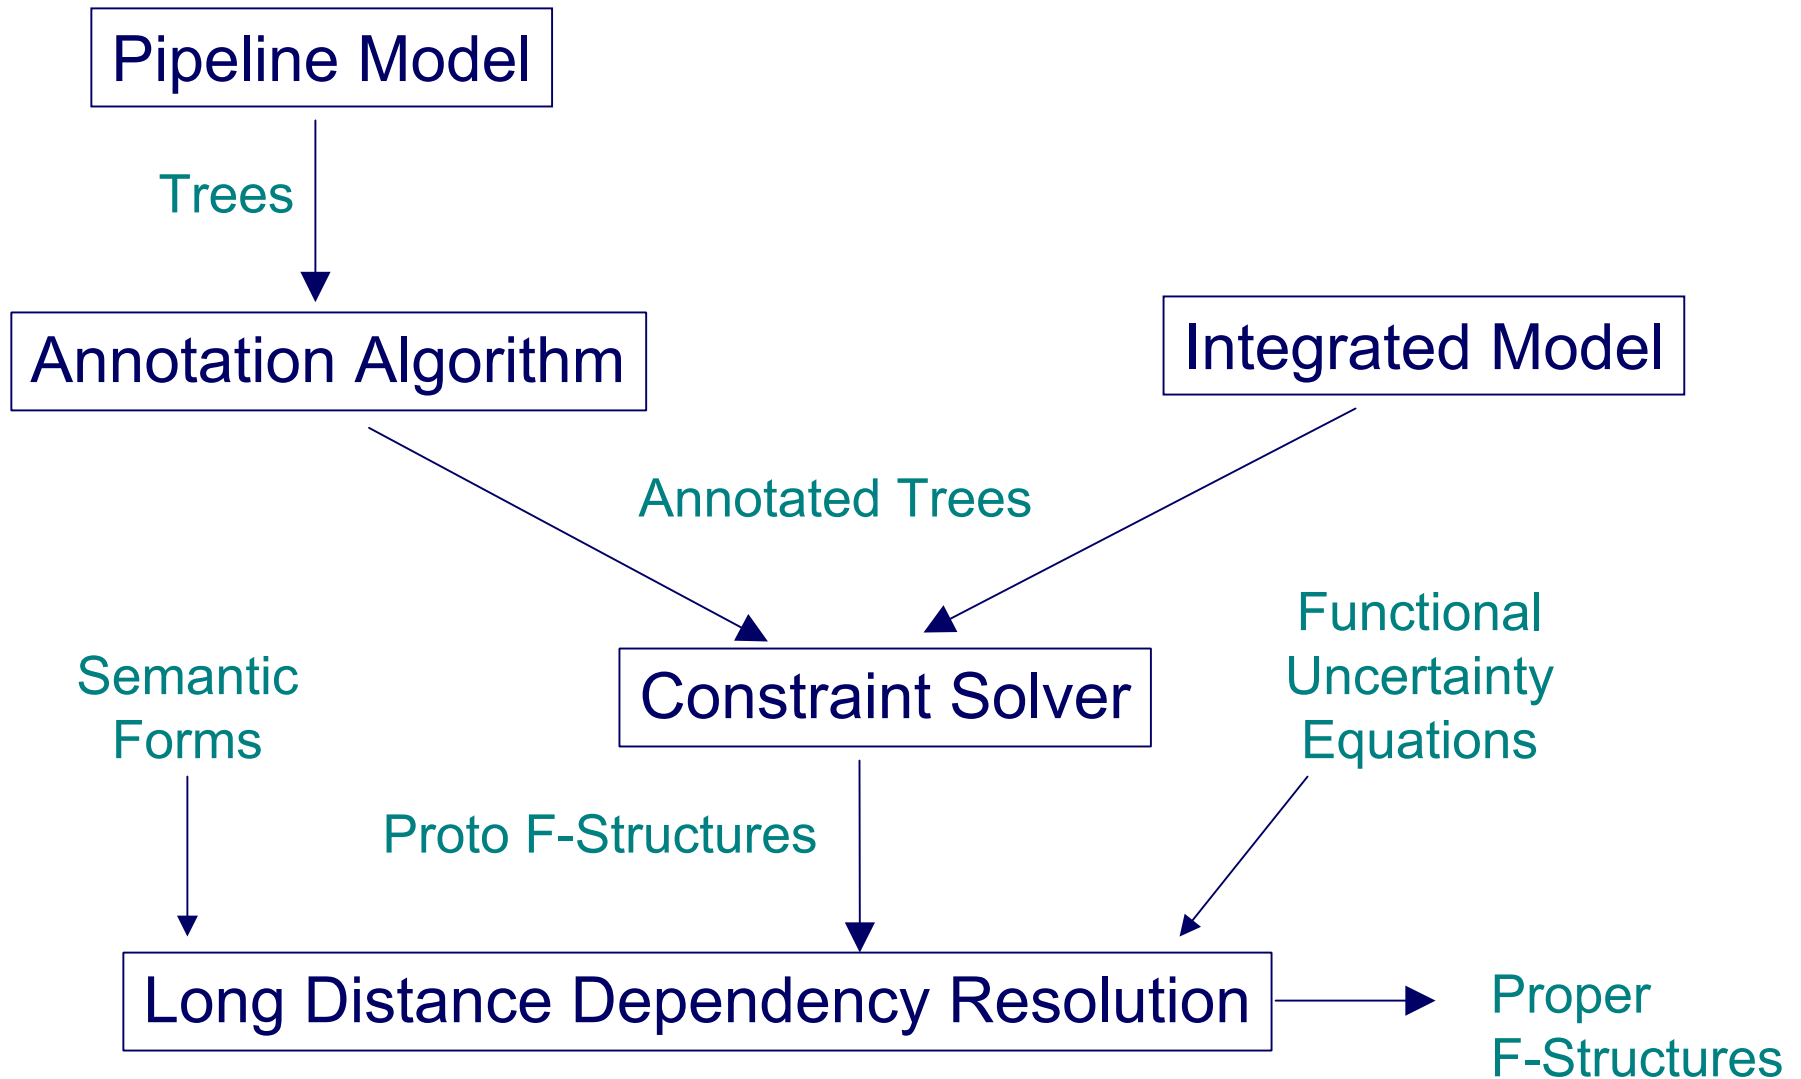 Pipeline Model
Trees
Annotation Algorithm
Integrated Model
Annotated Trees
Semantic
Forms
Constraint Solver
Functional
Uncertainty
Equations
Proto F-Structures
Long Distance Dependency Resolution
Proper
F-Structures